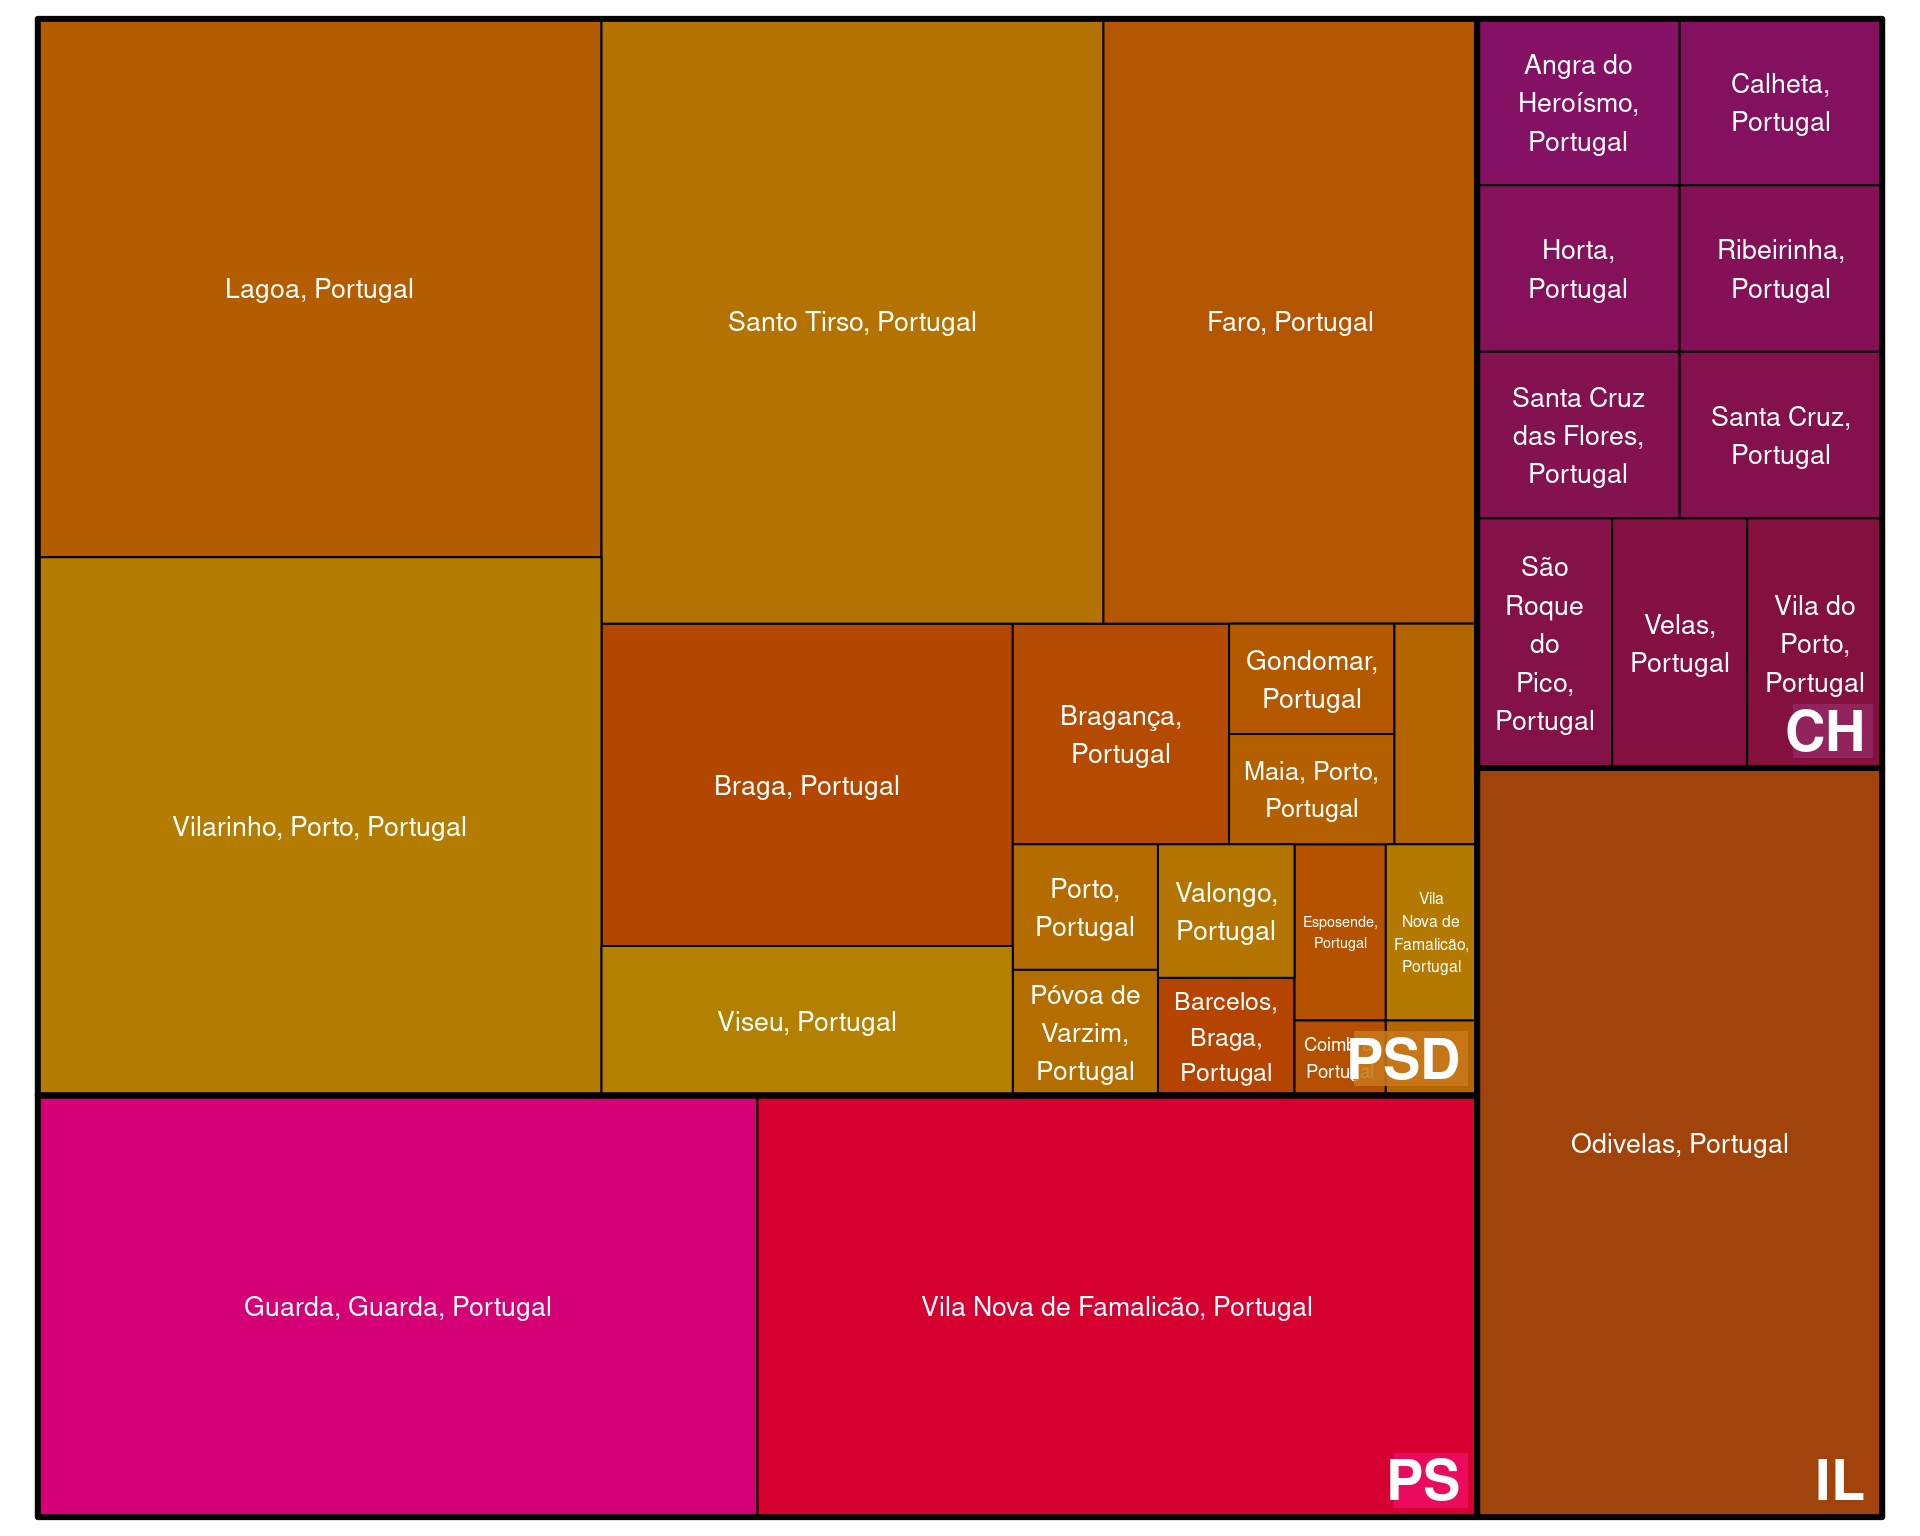 Lagoa, Portugal
Santo Tirso, Portugal
Faro, Portugal
Vilarinho, Porto, Portugal
Braga, Portugal
Viseu, Portugal
Bragança,
Portugal
Gondomar,
Portugal
Maia, Porto,
Portugal
Porto,
Portugal
Póvoa de
Varzim,
Portugal
Valongo,
Portugal
Barcelos,
Braga,
Portugal
Esposende,
Portugal
Vila
Nova de
Famalicão,
Portugal
Portugal
PSD
Guarda, Guarda, Portugal
Vila Nova de Famalicão, Portugal
PS
Angra do
Heroísmo,
Portugal
Calheta,
Portugal
Horta,
Portugal
Ribeirinha,
Portugal
Santa Cruz
das Flores,
Portugal
Santa Cruz,
Portugal
São
Roque
do
Pico,
Portugal
Velas,
Portugal
Vila do
Porto,
Portugal
CH
Odivelas, Portugal
IL